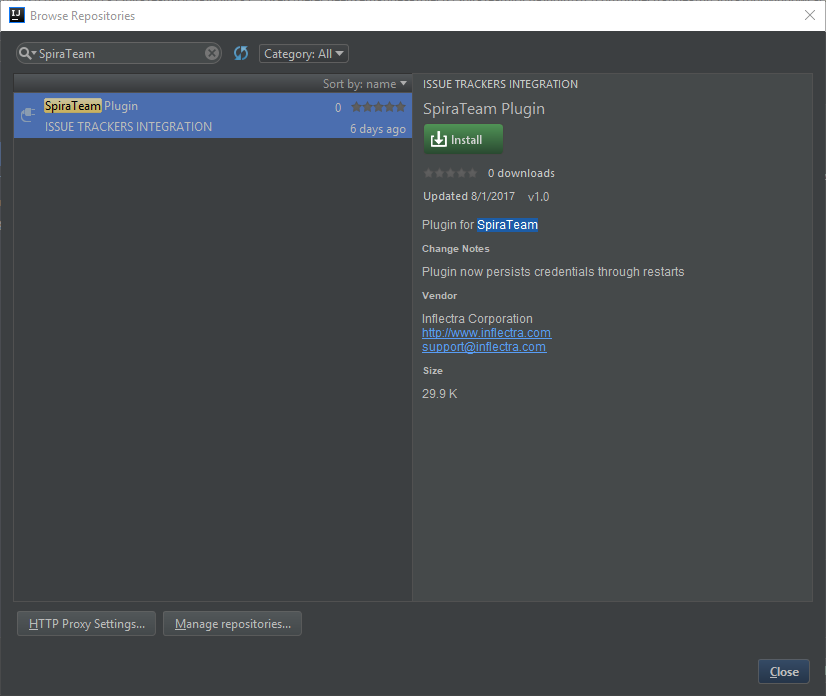 Browse Repositories
SpiraTeam
Category: All
Sort by: name
SpiraTeam Plugin
0
ISSUE TRACKERS INTEGRATION
6 days ago
ISSUE TRACKERS INTEGRATION
SpiraTeam Plugin
Install
0 downloads
Updated 8/1/2017 v1.0
Plugin for SpiraTeam
Change Notes
Plugin now persists credentials through restarts
Vendor
Inflectra Corporation
http://www.inflectra.com
support@inflectra.com
Size
29.9 K
HTTP Proxy Settings...
Manage repositories...
Close